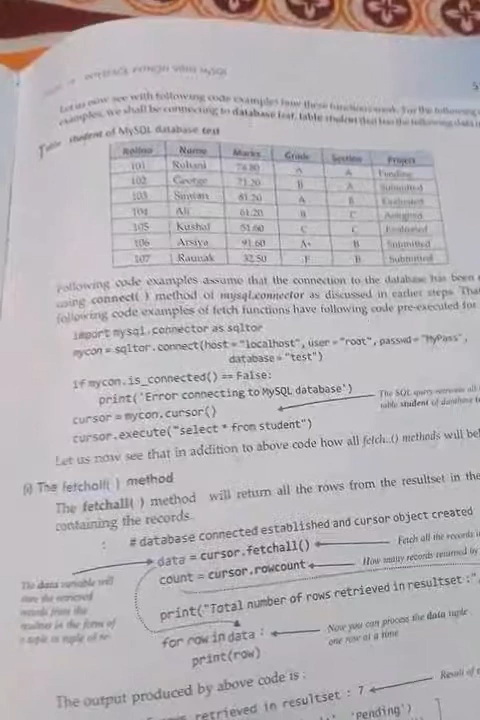 INTERFACE PYTHON WITH MySQL
Let us now see with following code examples how these functions work. For the following
examples, we shall be connecting to database test, table student that has the following data in
Table student of MySQL database test
Rollno Name Marks Grade Section Project
101 Ruhani A A Pending
102 George 71.20 B A Submitted
103 Simran 81.20 A B Evaluated
104 Ali 61.20 B C Assigned
105 Kushal 51.60 C C Evaluated
106 Arsiya 91.60 A+ B Submitted
107 Raunak 32.50 F B Submitted
Following code examples assume that the connection to the database has been
using connect( ) method of mysql.connector as discussed in earlier steps. That
following code examples of fetch functions have following code pre-executed for
import mysql.connector as sqltor
mycon = sqltor.connect(host = "localhost", user = "root", passwd = "MyPass",
database = "test")
if mycon.is_connected() == False:
print('Error connecting to MySQL database')
The SQL query retrieves all
table student of database
cursor = mycon.cursor()
cursor.execute("select * from student")
Let us now see that in addition to above code how all fetch..() methods will
(i) The fetchall( ) method
The fetchall( ) method will return all the rows from the resultset in the
containing the records.
: # database connected established and cursor object created
data = cursor.fetchall() Fetch all the records
count = cursor.rowcount How many records returned by
The data variable will
store the retrieved
records from the
resultset in the form of
a tuple
print("Total number of rows retrieved in resultset :",
for row in data : Now you can process the data tuple
one row at a time
print(row)
The output produced by above code is :
Result of
rows retrieved in resultset : 7
'Pending')